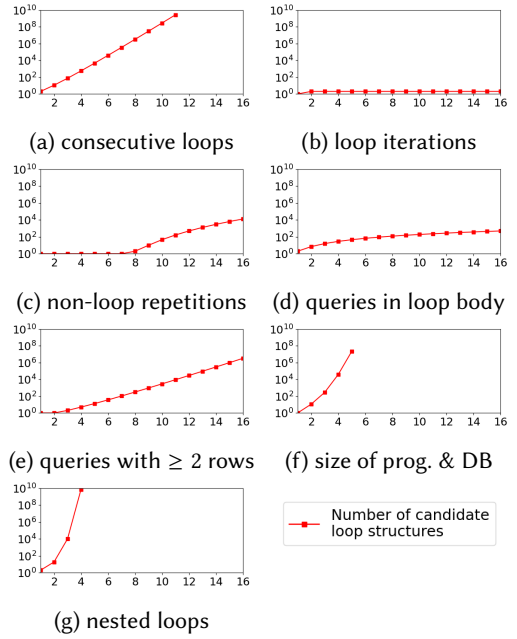 10^10
10^8
10^6
10^4
10^2
10^0
2 4 6 8 10 12 14 16
(a) consecutive loops
10^10
10^8
10^6
10^4
10^2
10^0
2 4 6 8 10 12 14 16
(b) loop iterations
10^10
10^8
10^6
10^4
10^2
10^0
2 4 6 8 10 12 14 16
(c) non-loop repetitions
10^10
10^8
10^6
10^4
10^2
10^0
2 4 6 8 10 12 14 16
(d) queries in loop body
10^10
10^8
10^6
10^4
10^2
10^0
2 4 6 8 10 12 14 16
(e) queries with ≥ 2 rows
10^10
10^8
10^6
10^4
10^2
10^0
2 4 6 8 10 12 14 16
(f) size of prog. & DB
10^10
10^8
10^6
10^4
10^2
10^0
2 4 6 8 10 12 14 16
(g) nested loops
Number of candidate
loop structures